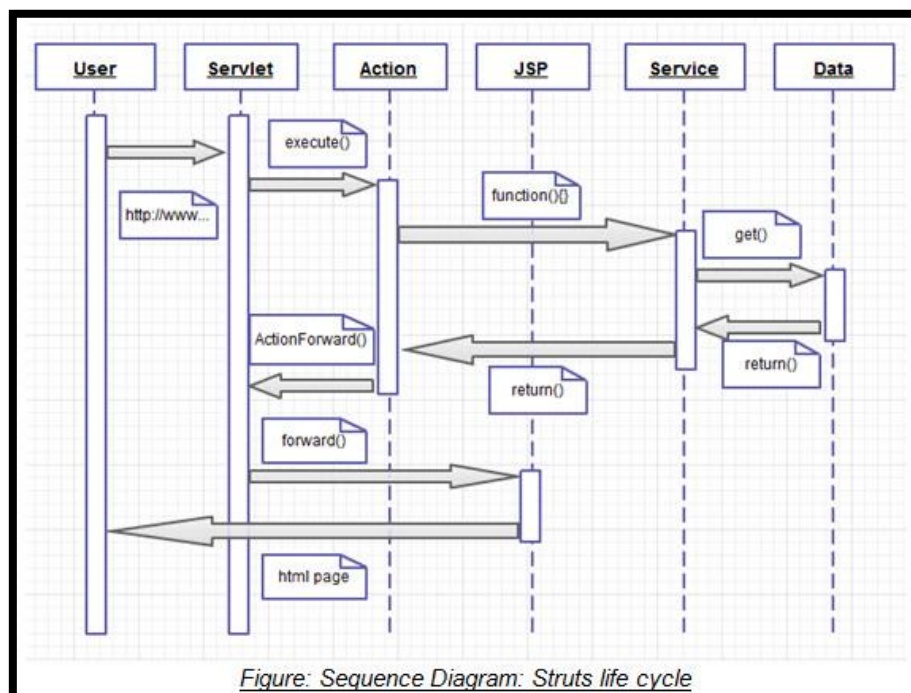 User
Servlet
Action
JSP
Service
Data
execute()
http://www...
function(){}
get()
ActionForward()
return()
return()
forward()
html page
Figure: Sequence Diagram: Struts life cycle